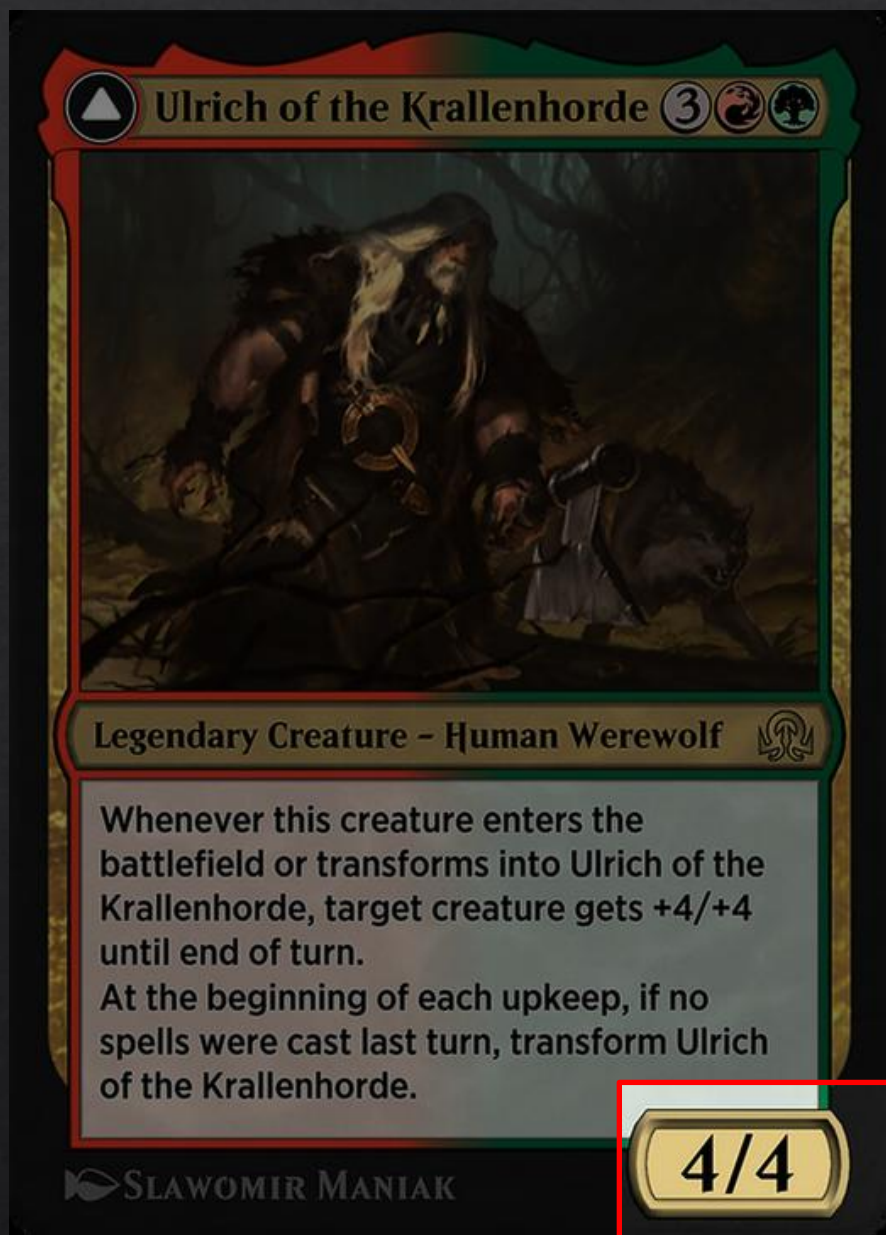 Ulrich of the Krallenhorde 3
Legendary Creature – Human Werewolf
Whenever this creature enters the
battlefield or transforms into Ulrich of the
Krallenhorde, target creature gets +4/+4
until end of turn.
At the beginning of each upkeep, if no
spells were cast last turn, transform Ulrich
of the Krallenhorde.
4/4
Slawomir Maniak